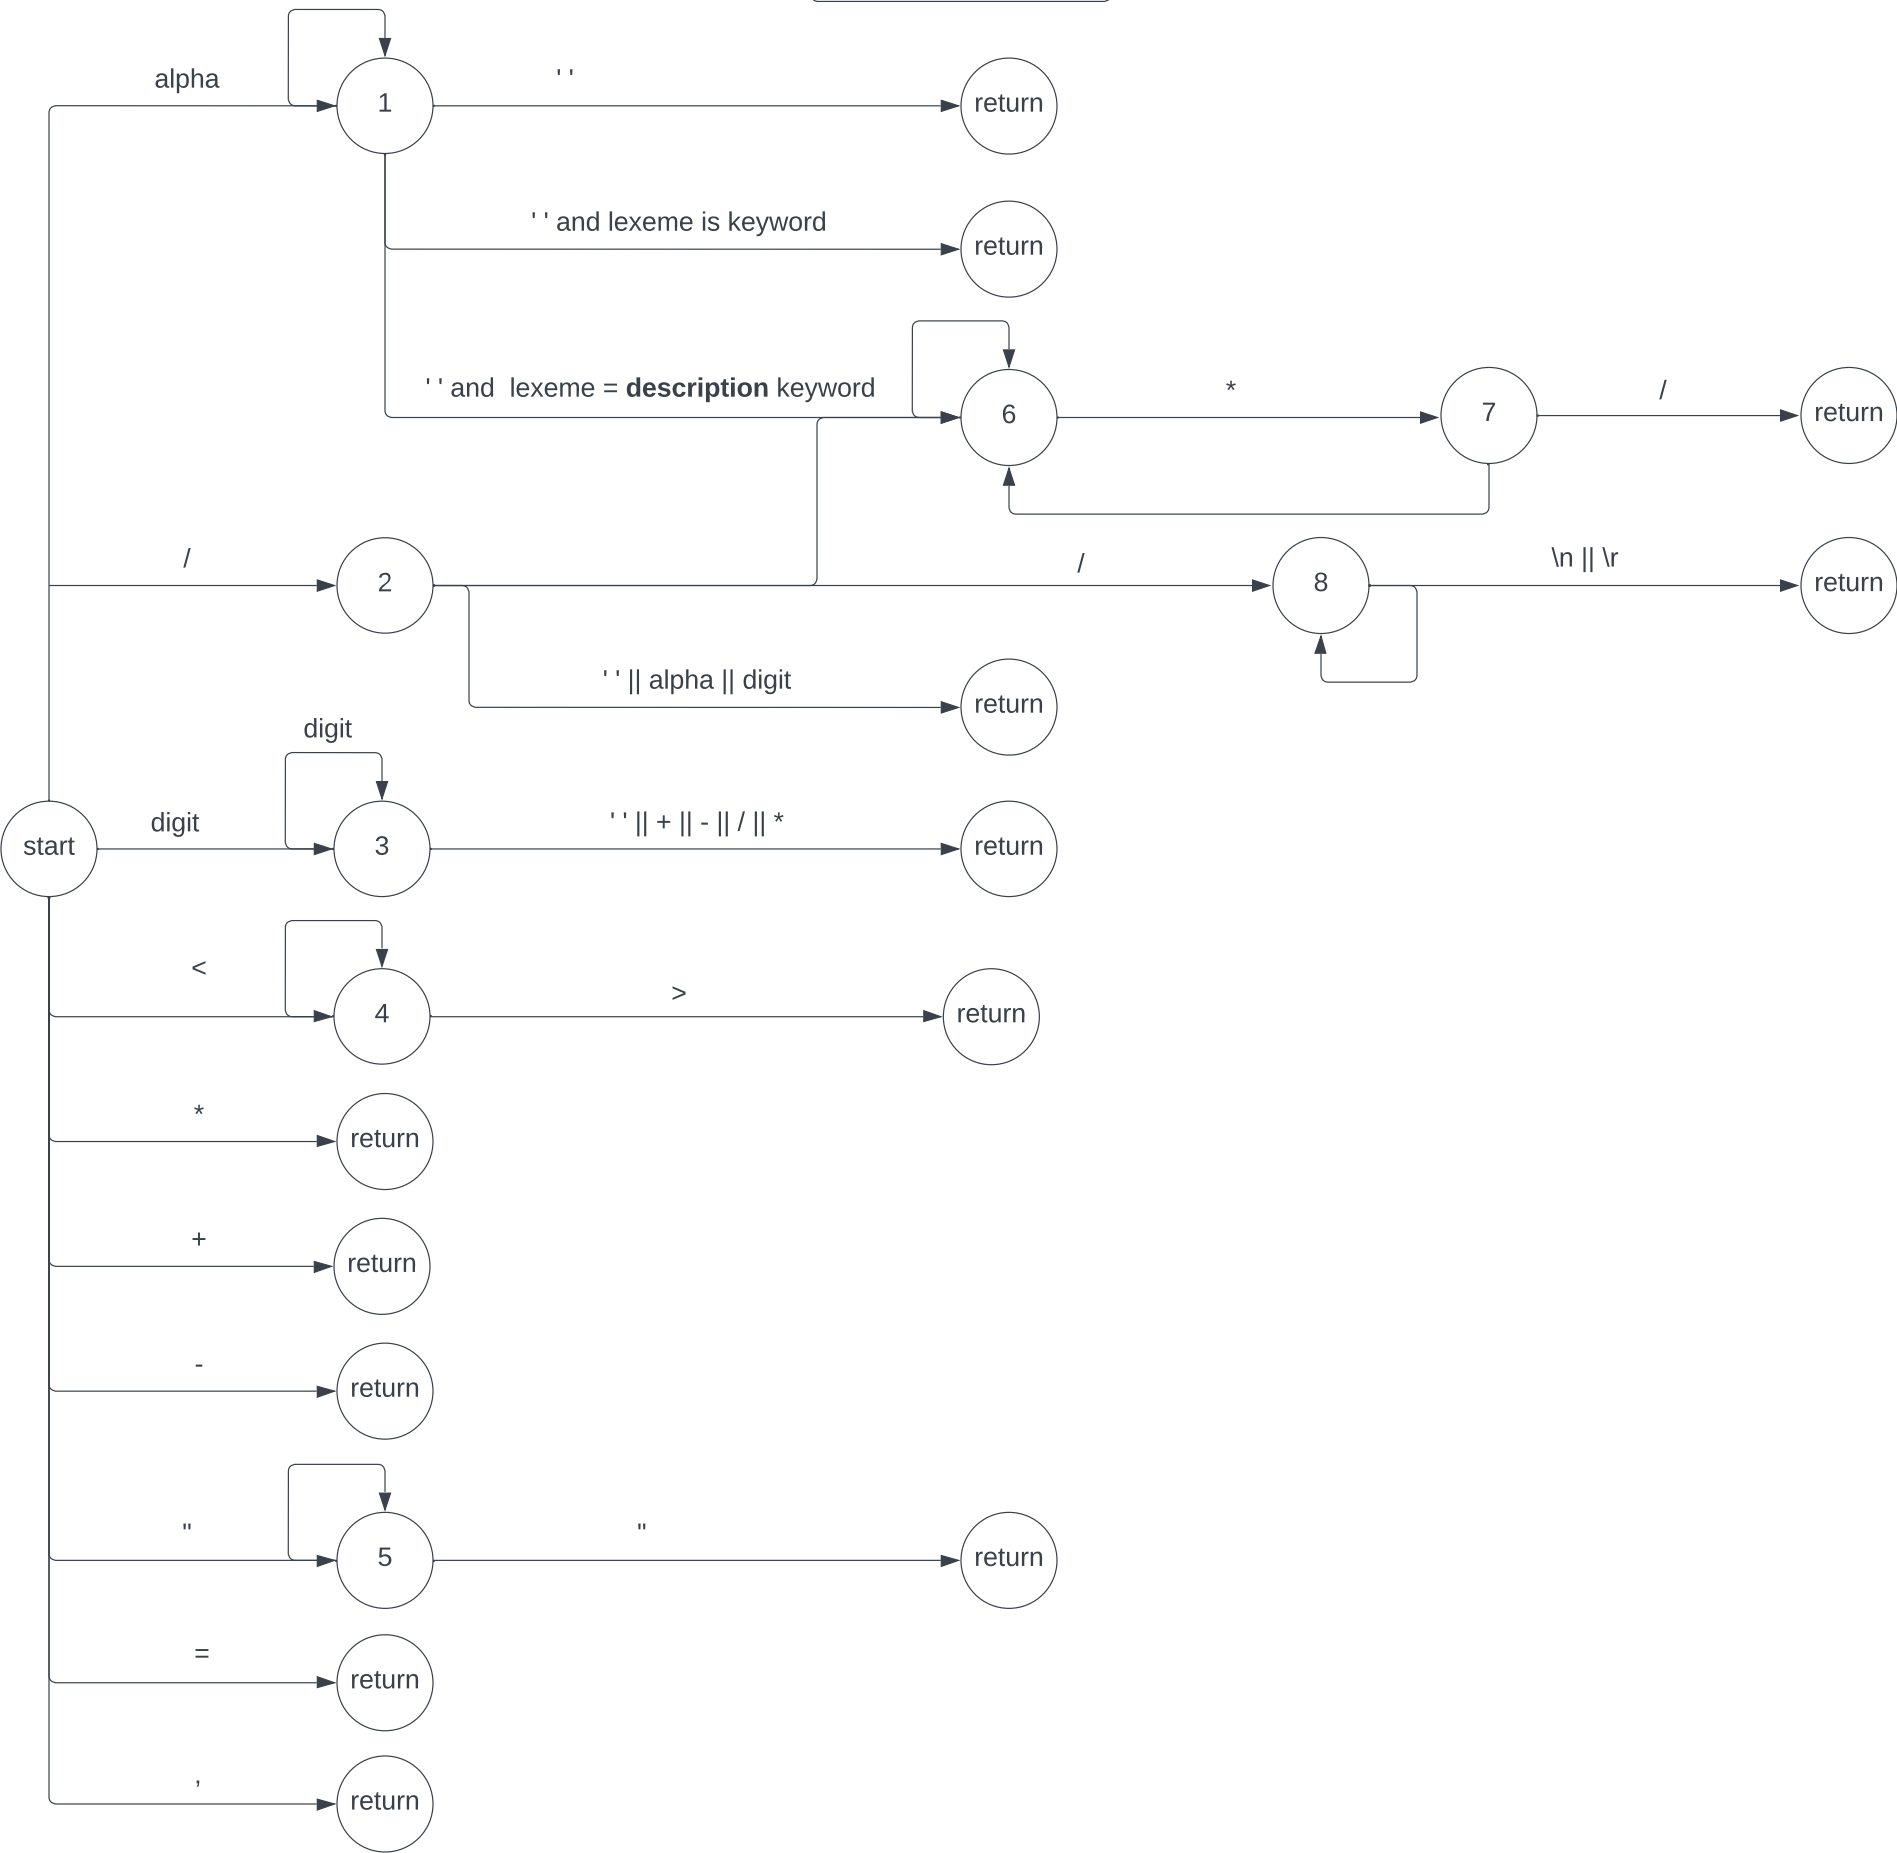 alpha
1
' '
return
' ' and lexeme is keyword
return
' ' and  lexeme = description keyword
6
*
7
/
return
/
2
/
8
\n || \r
return
' ' || alpha || digit
return
digit
start
digit
3
' ' || + || - || / || *
return
<
4
>
return
*
return
+
return
-
return
"
5
"
return
=
return
,
return